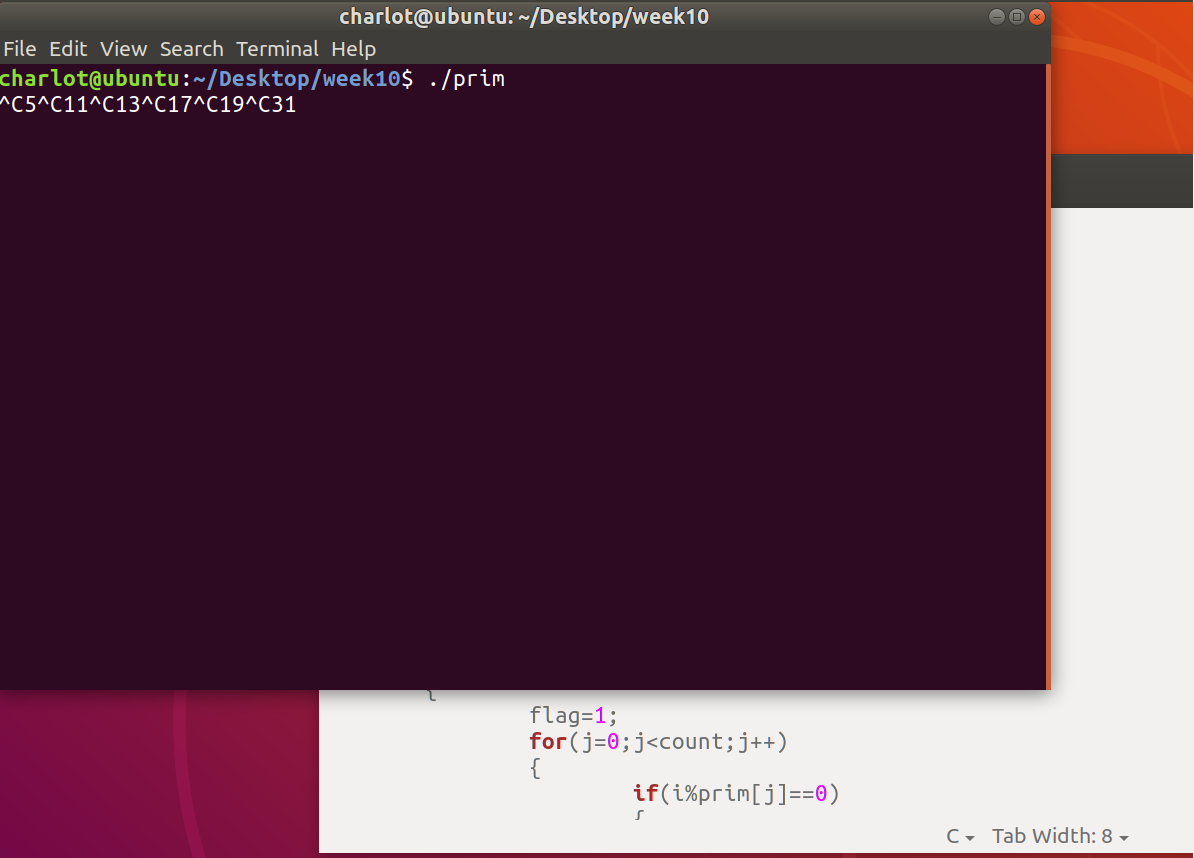 charlot@ubuntu: ~/Desktop/week10
File Edit View Search Terminal Help
charlot@ubuntu:~/Desktop/week10$ ./prim
^C5^C11^C13^C17^C19^C31
{
flag=1;
for(j=0;j<count;j++)
{
if(i%prim[j]==0)
{
C Tab Width: 8